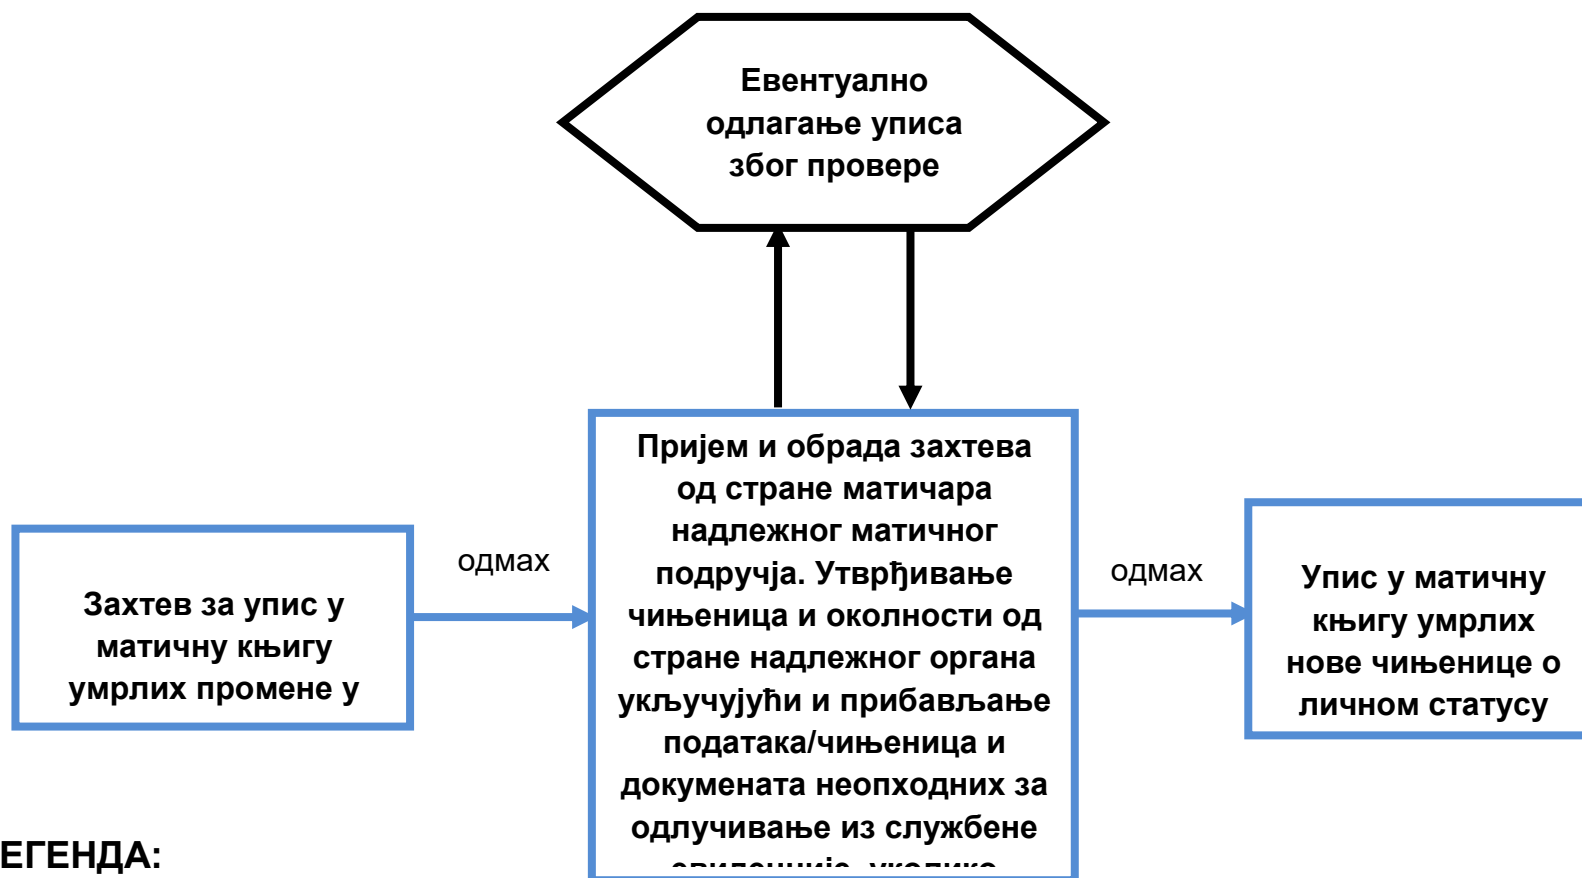 Евентуално
одлагање уписа
због провере
Захтев за упис у
матичну књигу
умрлих промене у
одмах
Пријем и обрада захтева
од стране матичара
надлежног матичног
подручја. Утврђивање
чињеница и околности од
стране надлежног органа
укључујући и прибављање
података/чињеница и
докумената неопходних за
одлучивање из службене
одмах
Упис у матичну
књигу умрлих
нове чињенице о
личном статусу
ЕГЕНДА: